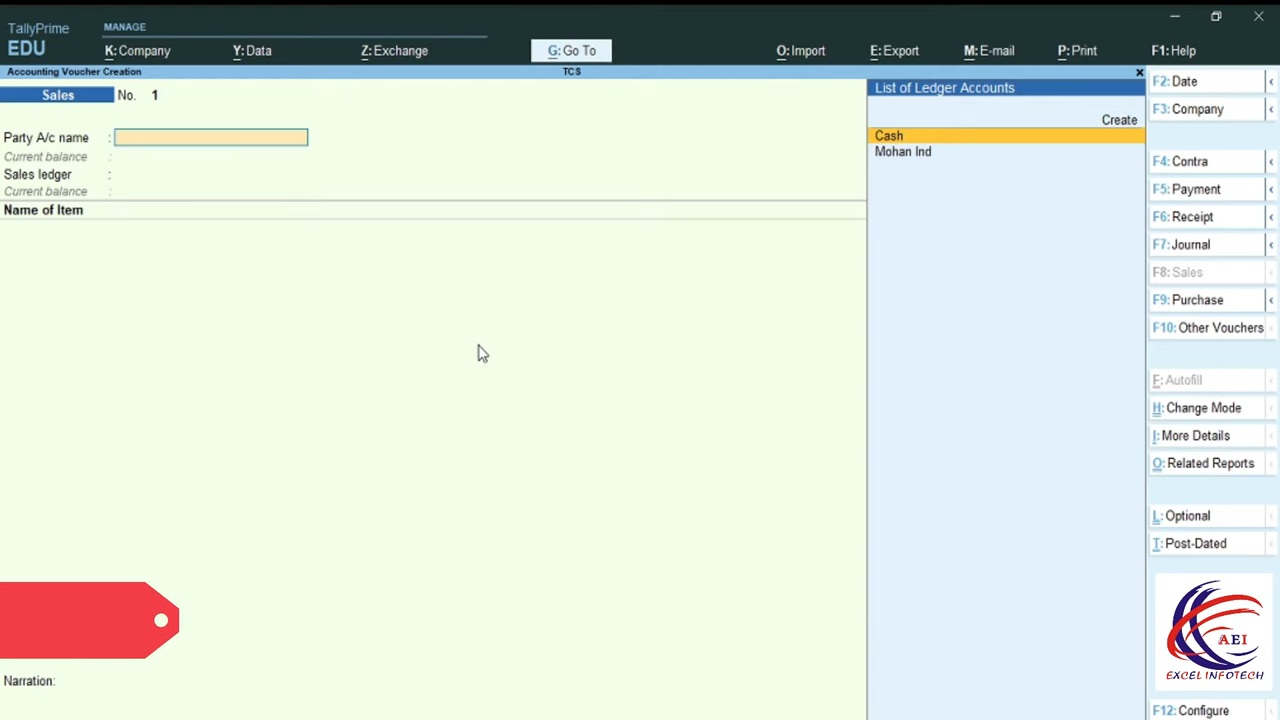 TallyPrime
EDU
MANAGE
K: Company
Y: Data
Z: Exchange
G: Go To
O: Import
E: Export
M: E-mail
P: Print
F1: Help
Accounting Voucher Creation
TCS
×
Sales No. 1
Party A/c name :
Current balance :
Sales ledger :
Current balance :
Name of Item
Narration:
List of Ledger Accounts
Create
Cash
Mohan Ind
F2: Date
F3: Company
F4: Contra
F5: Payment
F6: Receipt
F7: Journal
F8: Sales
F9: Purchase
F10: Other Vouchers
F: Autofill
H: Change Mode
I: More Details
O: Related Reports
L: Optional
T: Post-Dated
AEI
EXCEL INFOTECH
F12: Configure